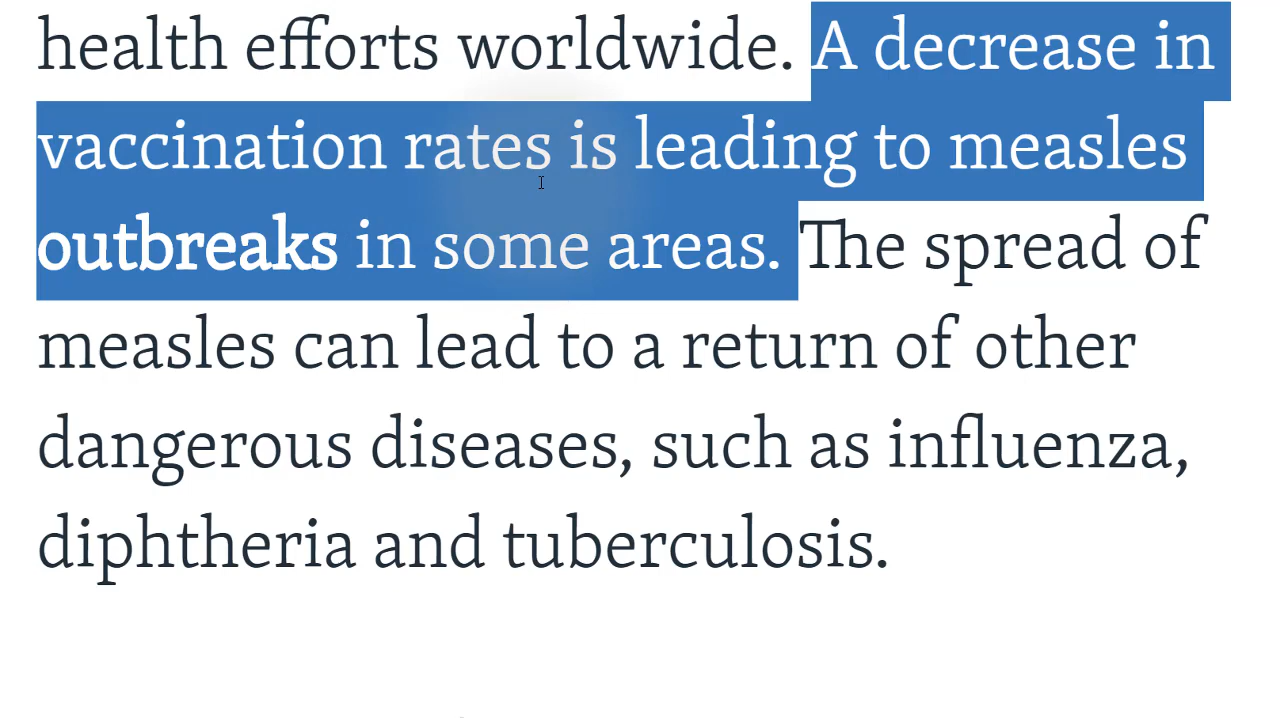 health efforts worldwide. A decrease in
vaccination rates is leading to measles
outbreaks in some areas. The spread of
measles can lead to a return of other
dangerous diseases, such as influenza,
diphtheria and tuberculosis.